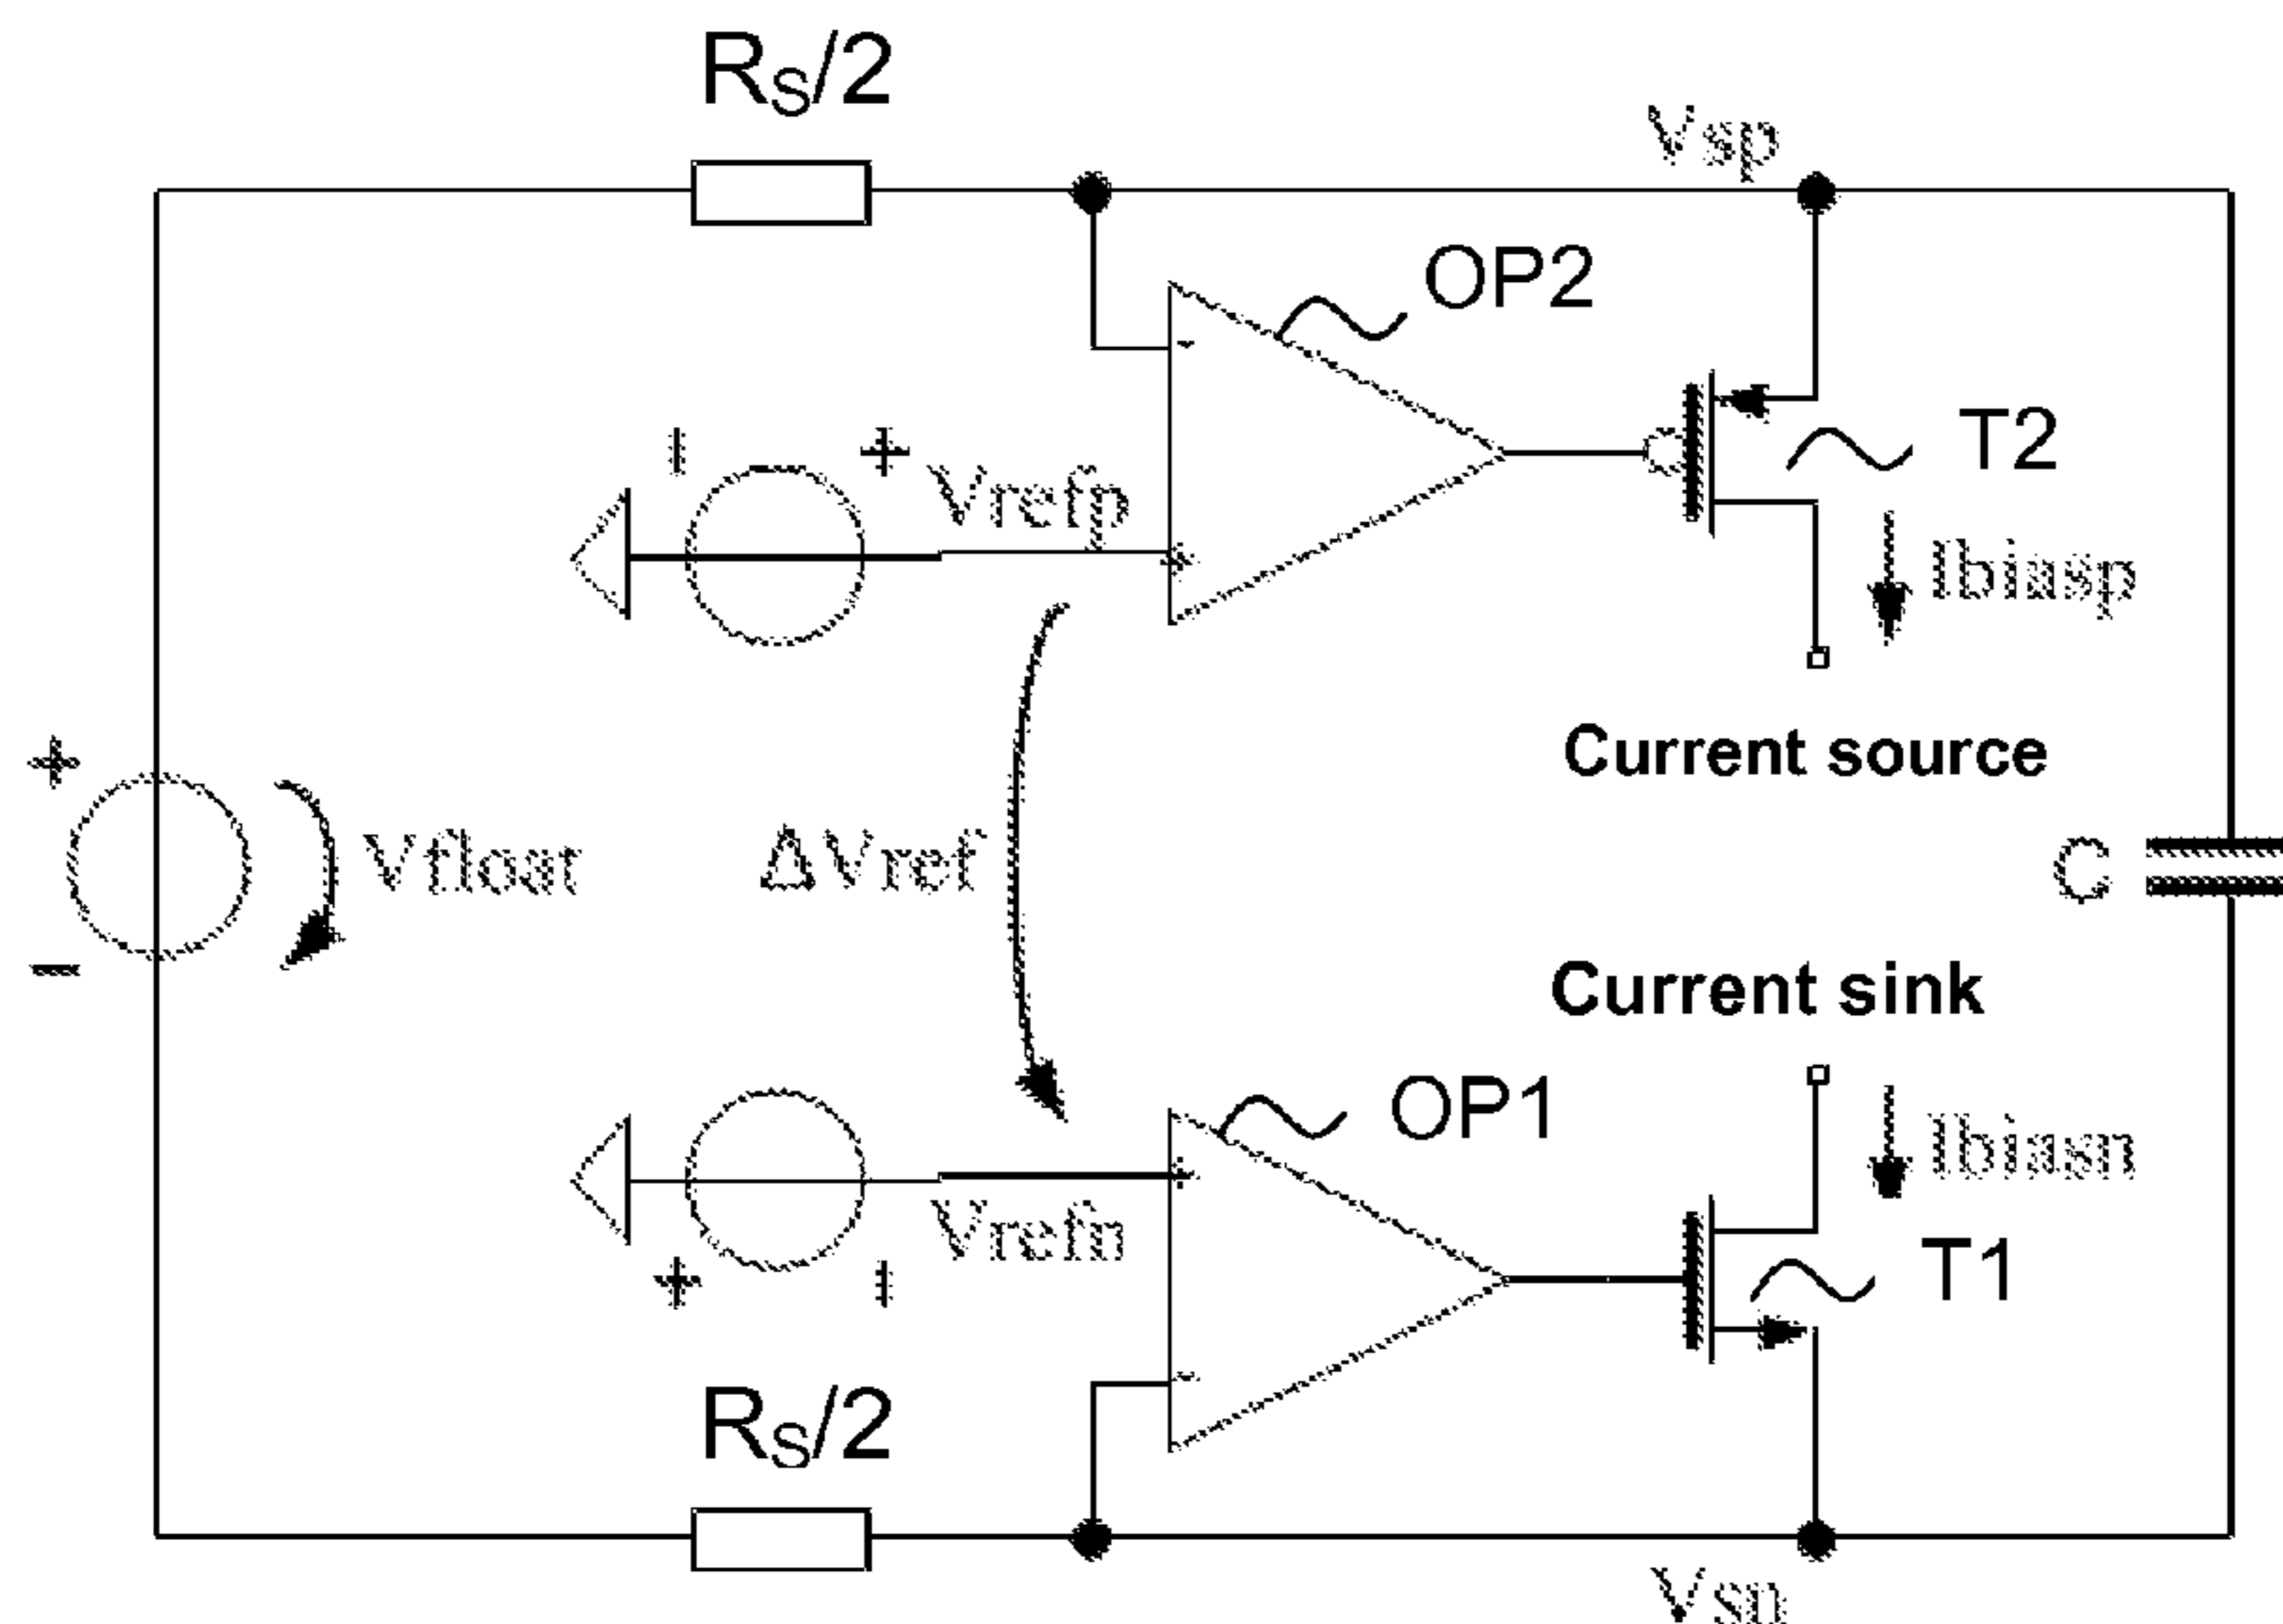 RS/2
Vsp
OP2
+
-
T2
-
+
Vrefp
+
Ibiasp
Current source
+
Vfloat
ΔVref
C
-
Current sink
OP1
Ibiasn
+
Vrefn
T1
+
-
-
RS/2
Vsn